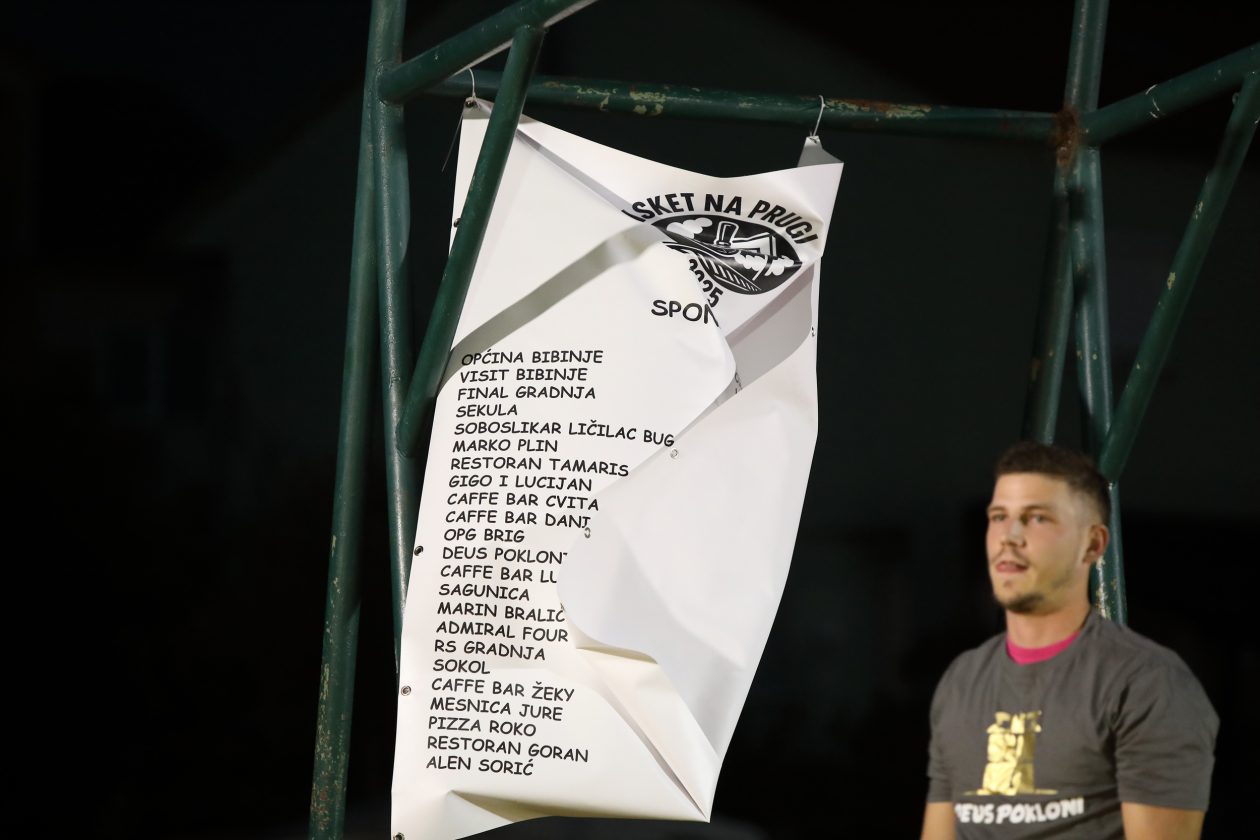 ASKET NA PRUGI
2025
SPON
OPĆINA BIBINJE
VISIT BIBINJE
FINAL GRADNJA
SEKULA
SOBOSLIKAR LIČILAC BUG
MARKO PLIN
RESTORAN TAMARIS
GIGO I LUCIJAN
CAFFE BAR CVITA
CAFFE BAR DANI
OPG BRIG
DEUS POKLONI
CAFFE BAR LU
SAGUNICA
MARIN BRALIĆ
ADMIRAL FOUR
RS GRADNJA
SOKOL
CAFFE BAR ŽEKY
MESNICA JURE
PIZZA ROKO
RESTORAN GORAN
ALEN SORIĆ
DEUS POKLONI